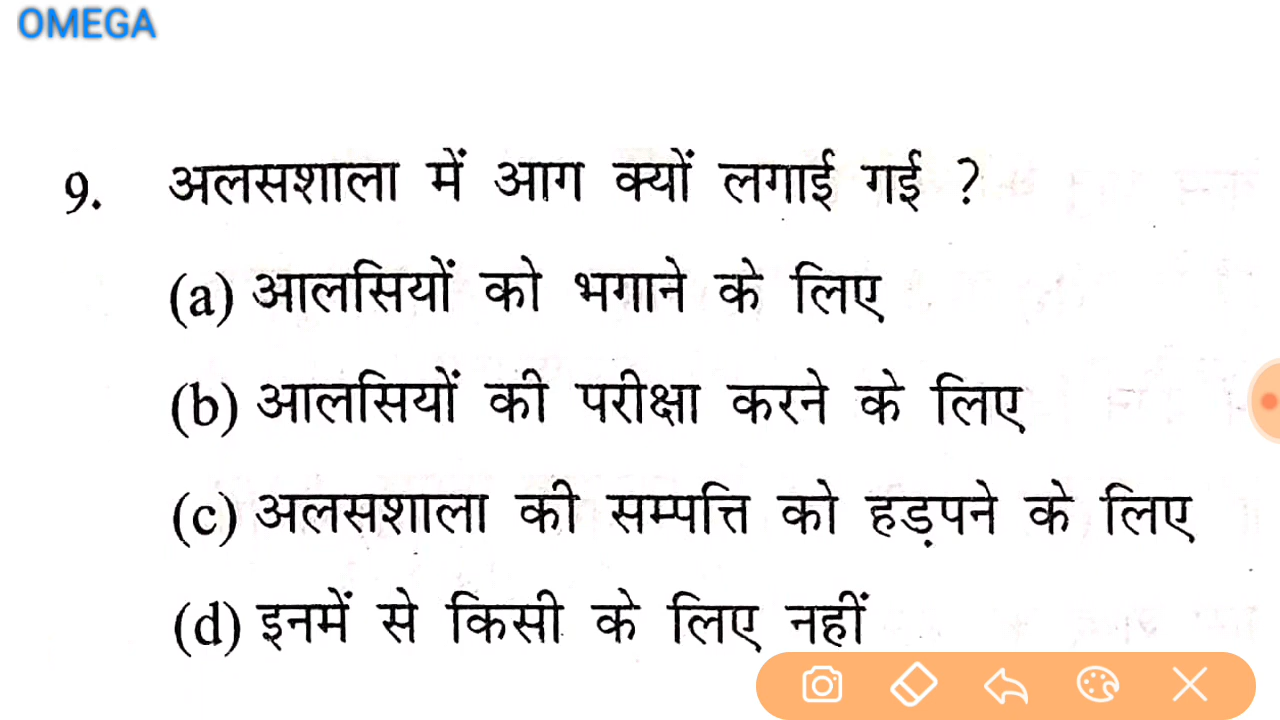 OMEGA
9. अलसशाला में आग क्यों लगाई गई ?
(a) आलसियों को भगाने के लिए
(b) आलसियों की परीक्षा करने के लिए
(c) अलसशाला की सम्पत्ति को हड़पने के लिए
(d) इनमें से किसी के लिए नहीं